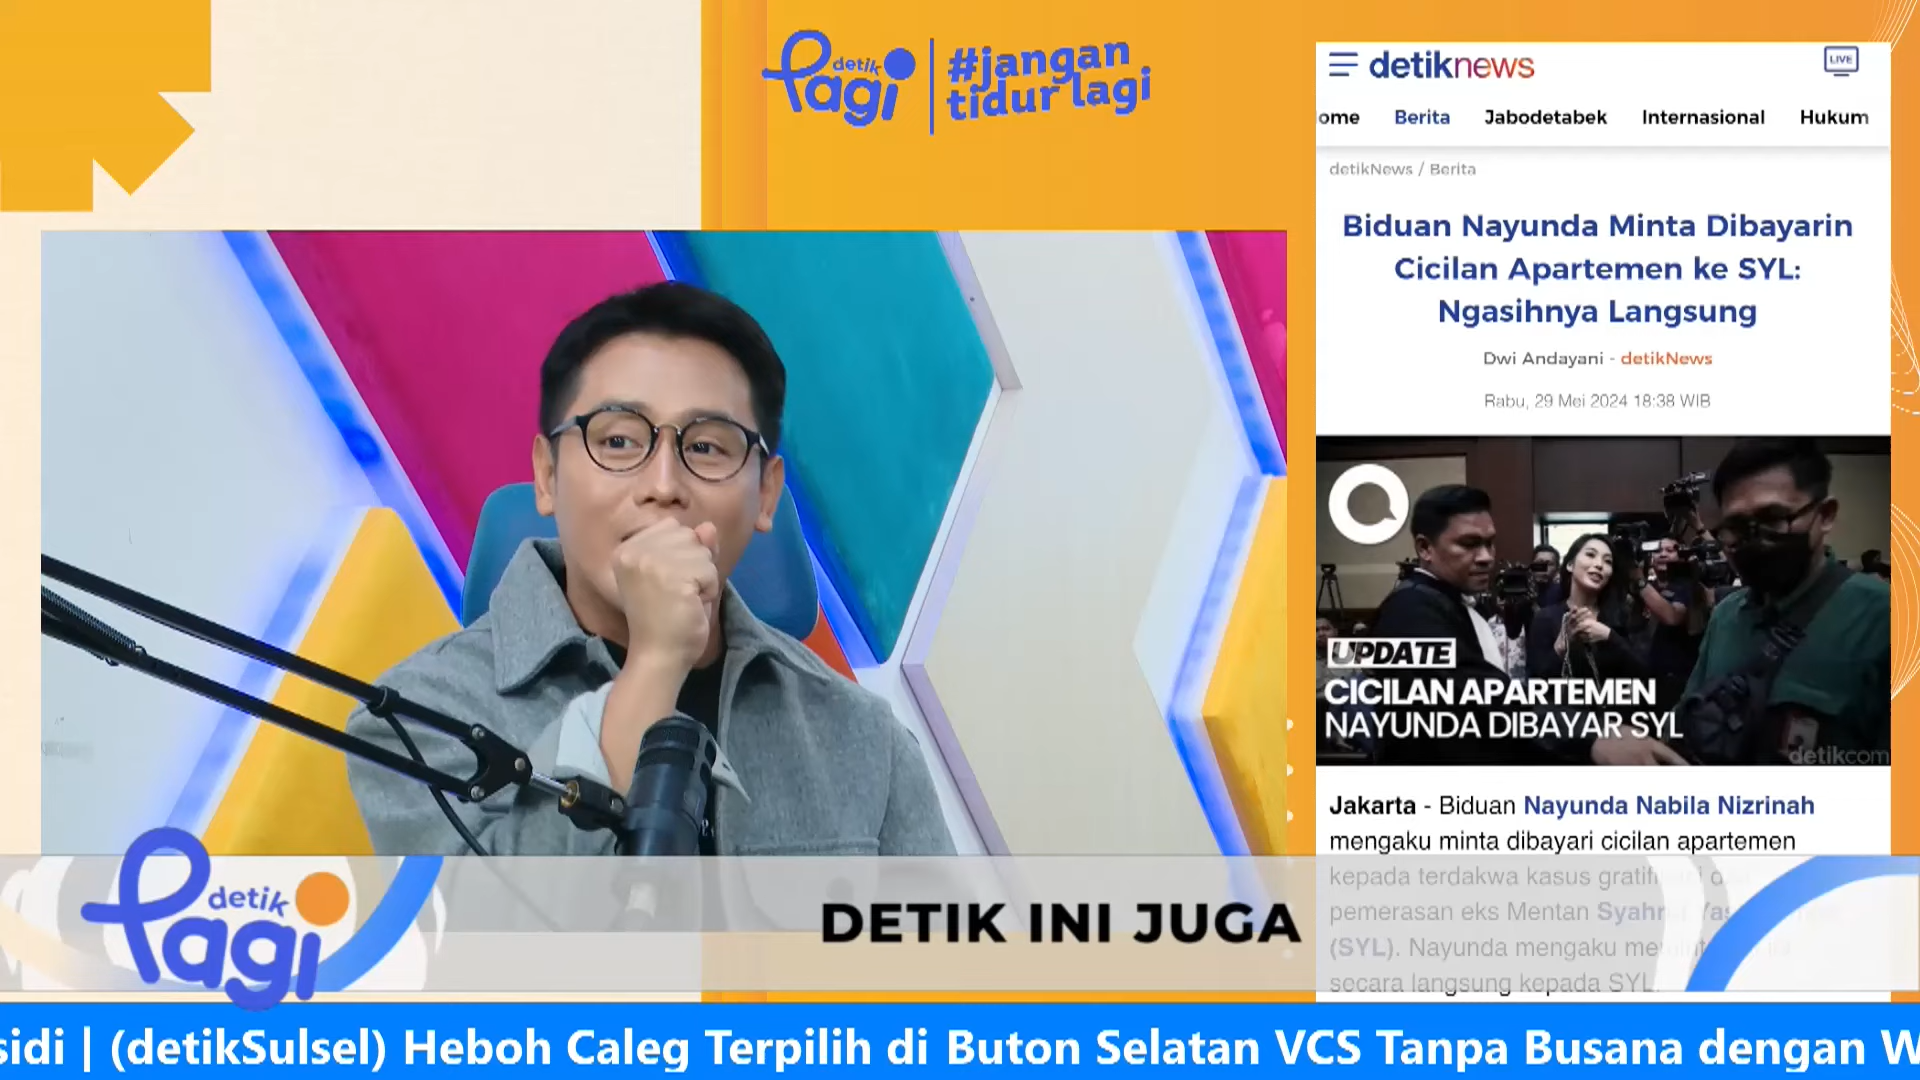 detik
Pagi
#jangan
tidur lagi
detiknews
LIVE
ome Berita Jabodetabek Internasional Hukum
detikNews / Berita
Biduan Nayunda Minta Dibayarin
Cicilan Apartemen ke SYL:
Ngasihnya Langsung
Dwi Andayani - detikNews
Rabu, 29 Mei 2024 18:38 WIB
UPDATE
CICILAN APARTEMEN
NAYUNDA DIBAYAR SYL
detikcom
Jakarta - Biduan Nayunda Nabila Nizrinah
mengaku minta dibayari cicilan apartemen
kepada terdakwa kasus
pemerasan eks Mentan
(SYL). Nayunda mengaku
secara langsung kepada SYL.
detik
Pagi
DETIK INI JUGA
sidi | (detikSulsel) Heboh Caleg Terpilih di Buton Selatan VCS Tanpa Busana dengan W